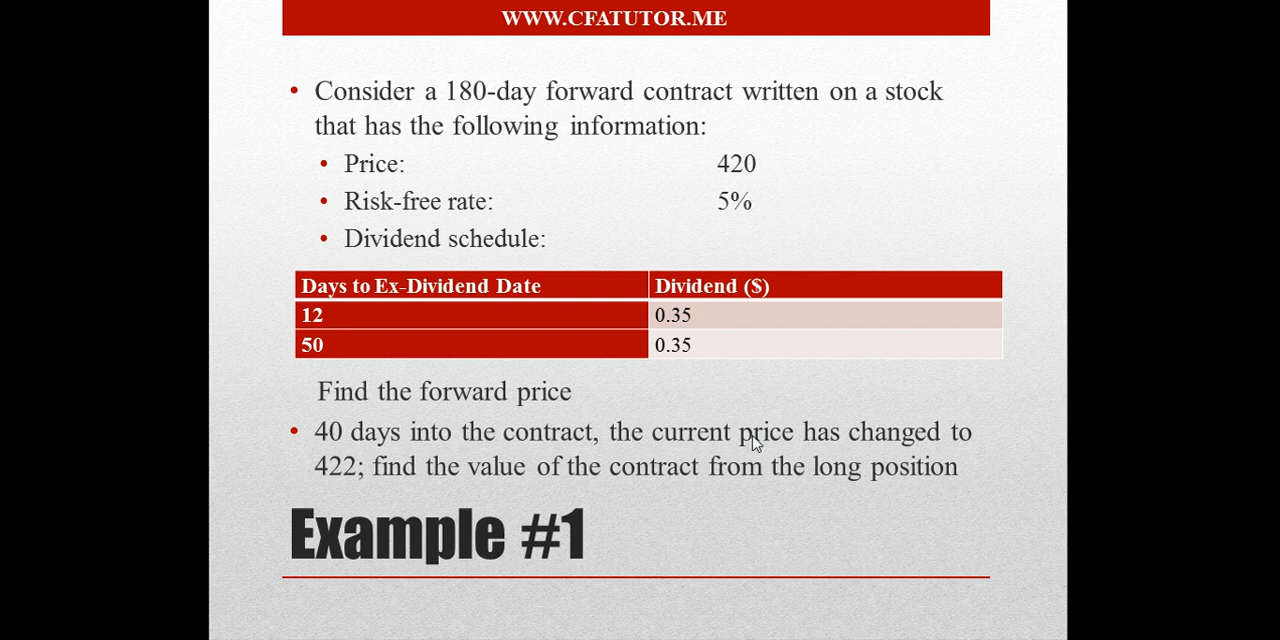 WWW.CFATUTOR.ME
• Consider a 180-day forward contract written on a stock
that has the following information:
• Price: 420
• Risk-free rate: 5%
• Dividend schedule:
Days to Ex-Dividend Date Dividend ($)
12 0.35
50 0.35
Find the forward price
• 40 days into the contract, the current price has changed to
422; find the value of the contract from the long position
Example #1